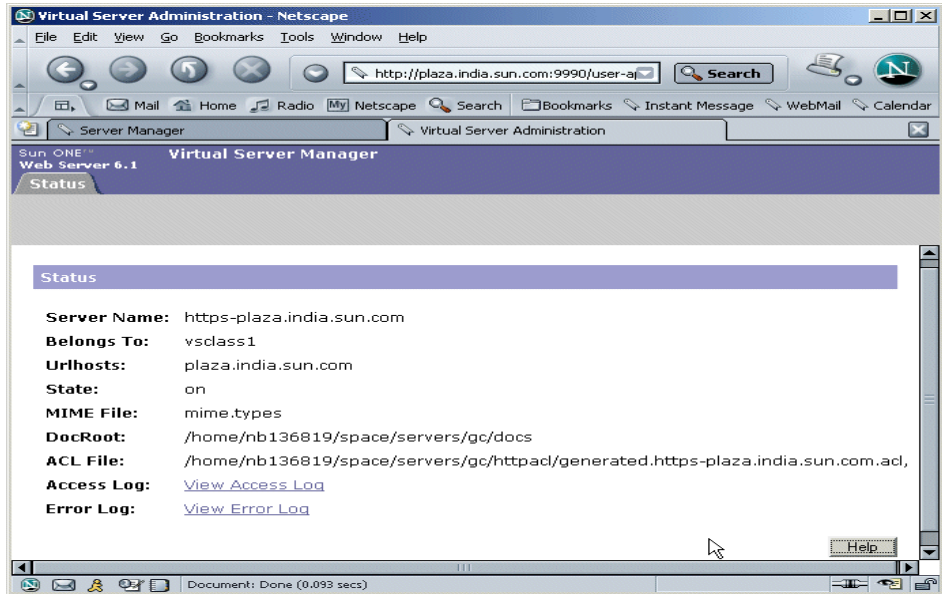 Virtual Server Administration - Netscape
File Edit View Go Bookmarks Tools Window Help
http://plaza.india.sun.com:9990/user-ap Search N
Mail Home Radio My Netscape Search Bookmarks Instant Message WebMail Calendar
Server Manager Virtual Server Administration
Sun ONE™ Virtual Server Manager
Web Server 6.1
Status
Status
Server Name: https-plaza.india.sun.com
Belongs To: vsclass1
Urlhosts: plaza.india.sun.com
State: on
MIME File: mime.types
DocRoot: /home/nb136819/space/servers/gc/docs
ACL File: /home/nb136819/space/servers/gc/httpacl/generated.https-plaza.india.sun.com.acl,
Access Log: View Access Log
Error Log: View Error Log
Help
Document: Done (0.093 secs)